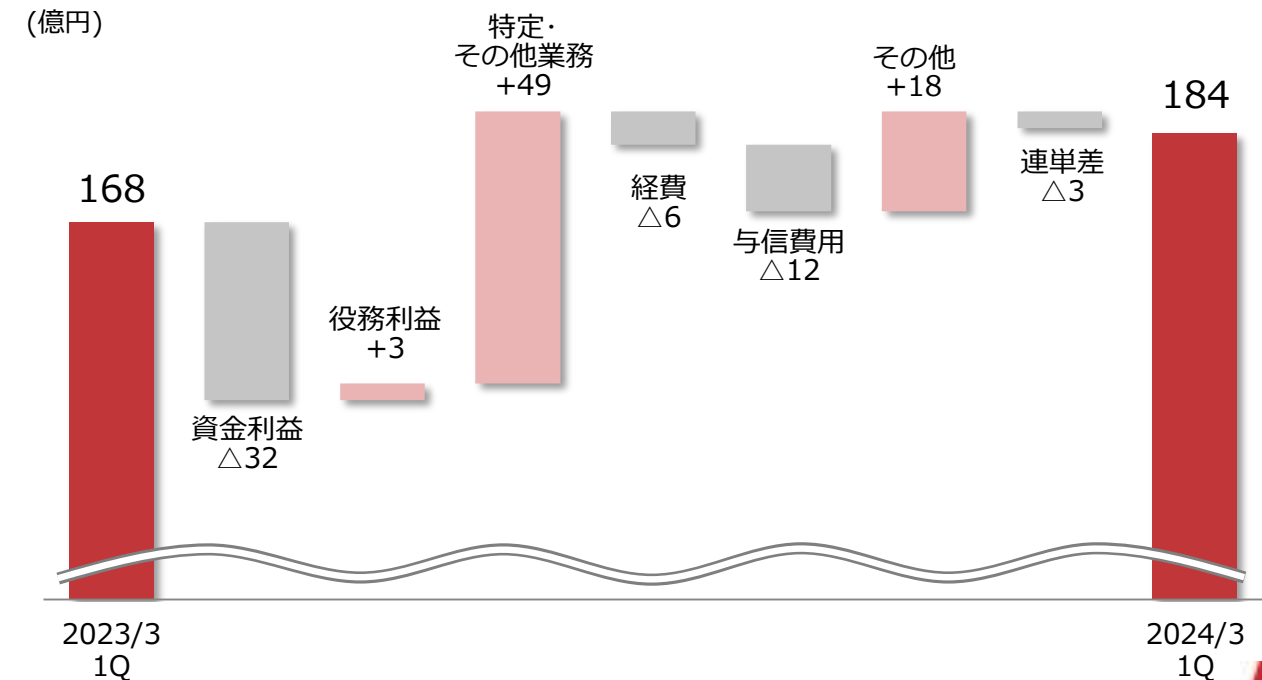 (億円)
168
資金利益
△32
役務利益
+3
特定・
その他業務
+49
経費
△6
与信費用
△12
その他
+18
連単差
△3
184
2023/3
1Q
2024/3
1Q